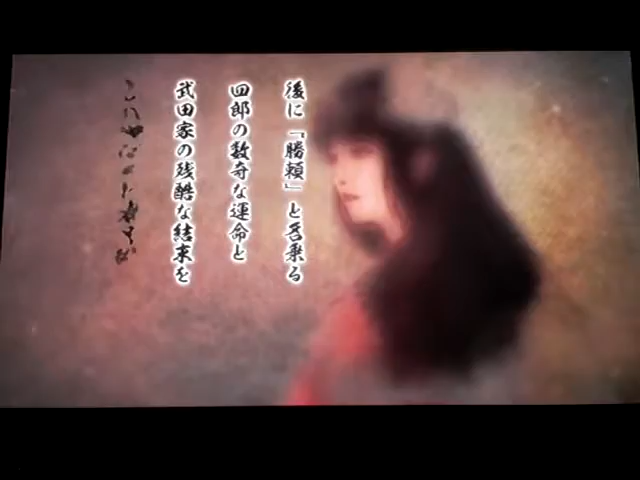 後に「勝頼」と名乗る
四郎の数奇な運命と
武田家の残酷な結末を